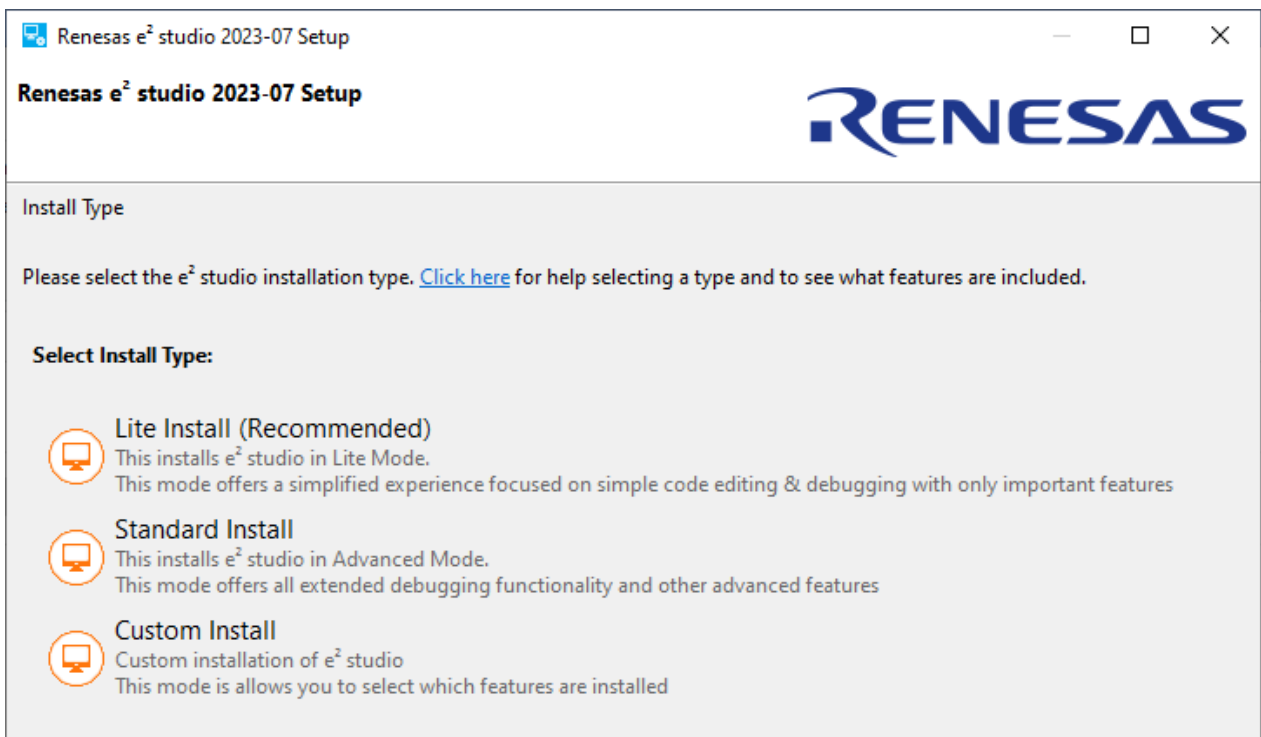 Renesas e² studio 2023-07 Setup
Renesas e² studio 2023-07 Setup
RENESAS
Install Type
Please select the e² studio installation type. Click here for help selecting a type and to see what features are included.
Select Install Type:
Lite Install (Recommended)
This installs e² studio in Lite Mode.
This mode offers a simplified experience focused on simple code editing & debugging with only important features
Standard Install
This installs e² studio in Advanced Mode.
This mode offers all extended debugging functionality and other advanced features
Custom Install
Custom installation of e² studio
This mode is allows you to select which features are installed